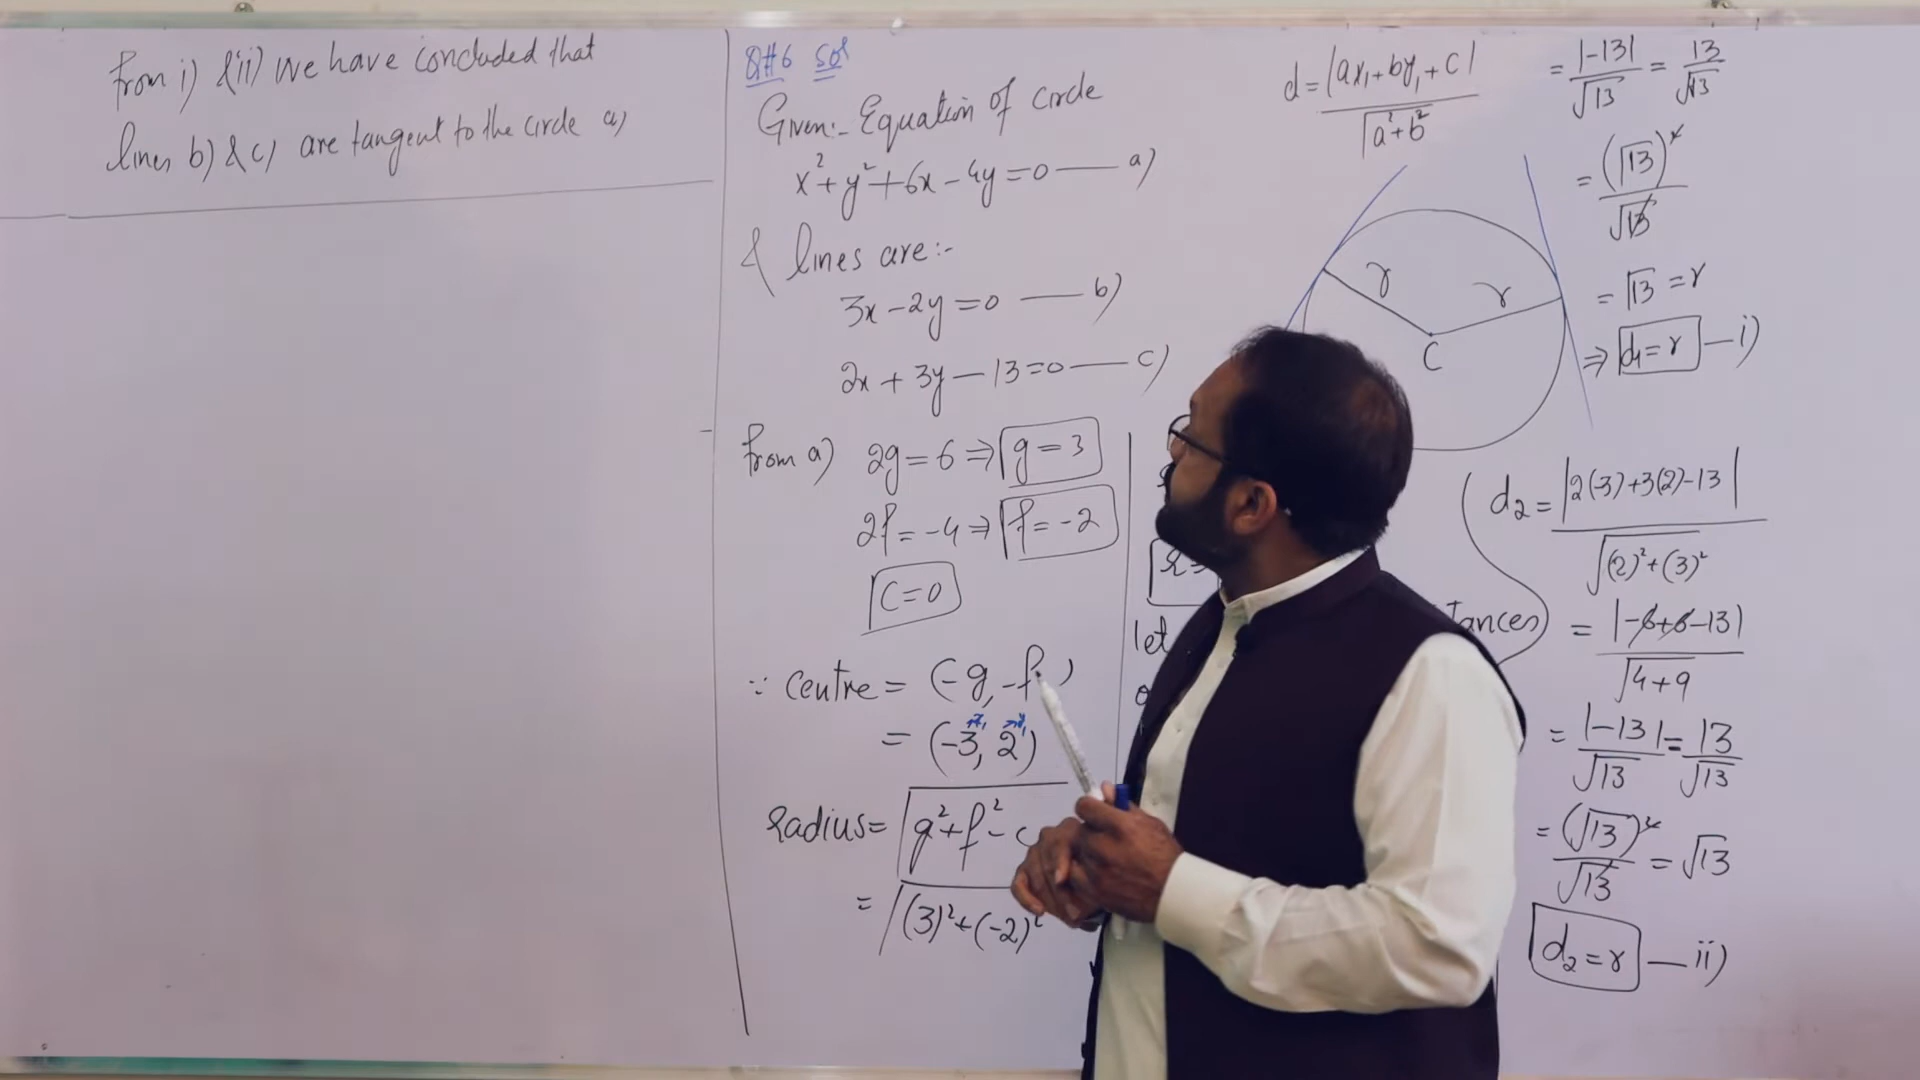 from i) & ii) we have concluded that
lines b) & c) are tangent to the circle a)
Q#6 Sol
Given:- Equation of circle
x²+y²+6x-4y=0 — a)
& lines are:-
3x-2y=0 — b)
2x+3y-13=0 — c)
from a) 2g=6 ⇒ g=3
2f=-4 ⇒ f=-2
C=0
∵ Centre = (-g,-f)
= (-3, 2)
Radius = √g²+f²-c
= √(3)²+(-2)²
let
tances)
d = |ax₁+by₁+c| / √a²+b²
r r
C
= |-13|/√13 = 13/√13
= (√13)²/√13
= √13 = r
⇒ d₁=r — i)
d₂ = |2(-3)+3(2)-13| / √(2)²+(3)²
= |-6+6-13| / √4+9
= |-13|/√13 = 13/√13
= (√13)²/√13 = √13
d₂=r — ii)